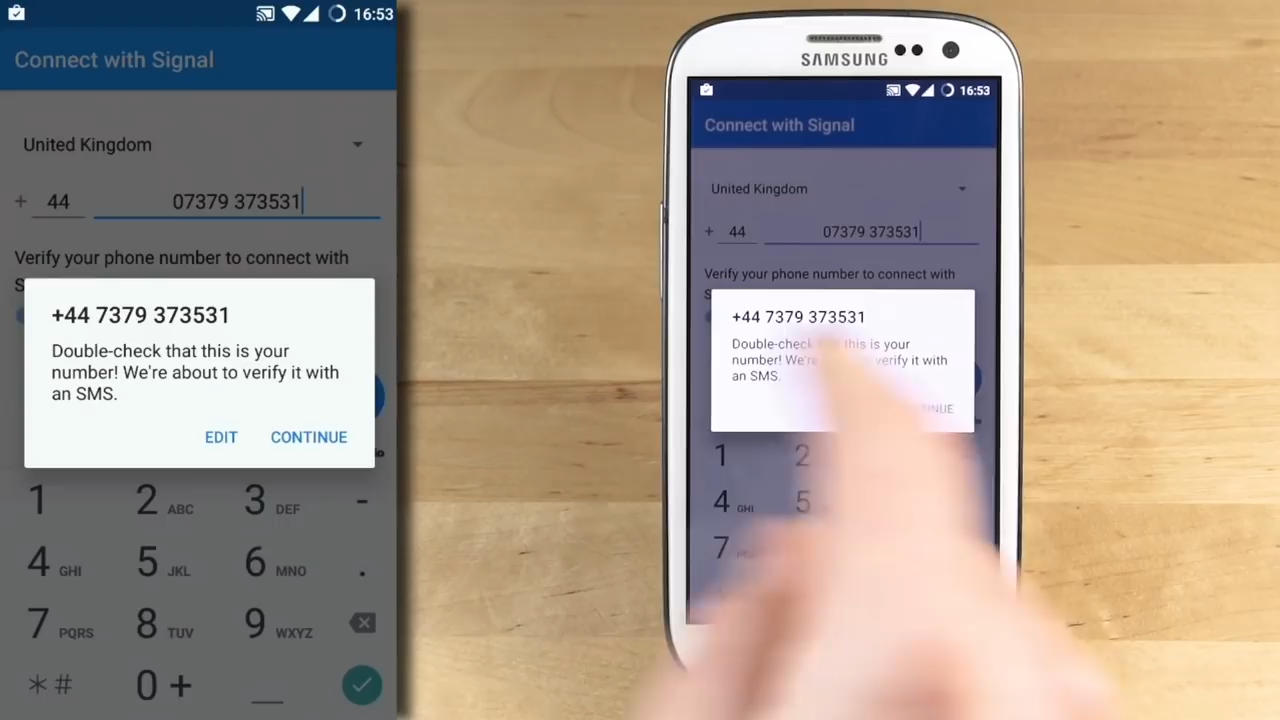 16:53
Connect with Signal
United Kingdom
+ 44 07379 373531
Verify your phone number to connect with
S
+44 7379 373531
Double-check that this is your
number! We're about to verify it with
an SMS.
EDIT CONTINUE
1 2 ABC 3 DEF -
4 GHI 5 JKL 6 MNO .
7 PQRS 8 TUV 9 WXYZ
*# 0 +
SAMSUNG
16:53
Connect with Signal
United Kingdom
+ 44 07379 373531
Verify your phone number to connect with
S
+44 7379 373531
Double-check this is your
number! We're verify it with
an SMS.
1 2
4 GHI 5
7